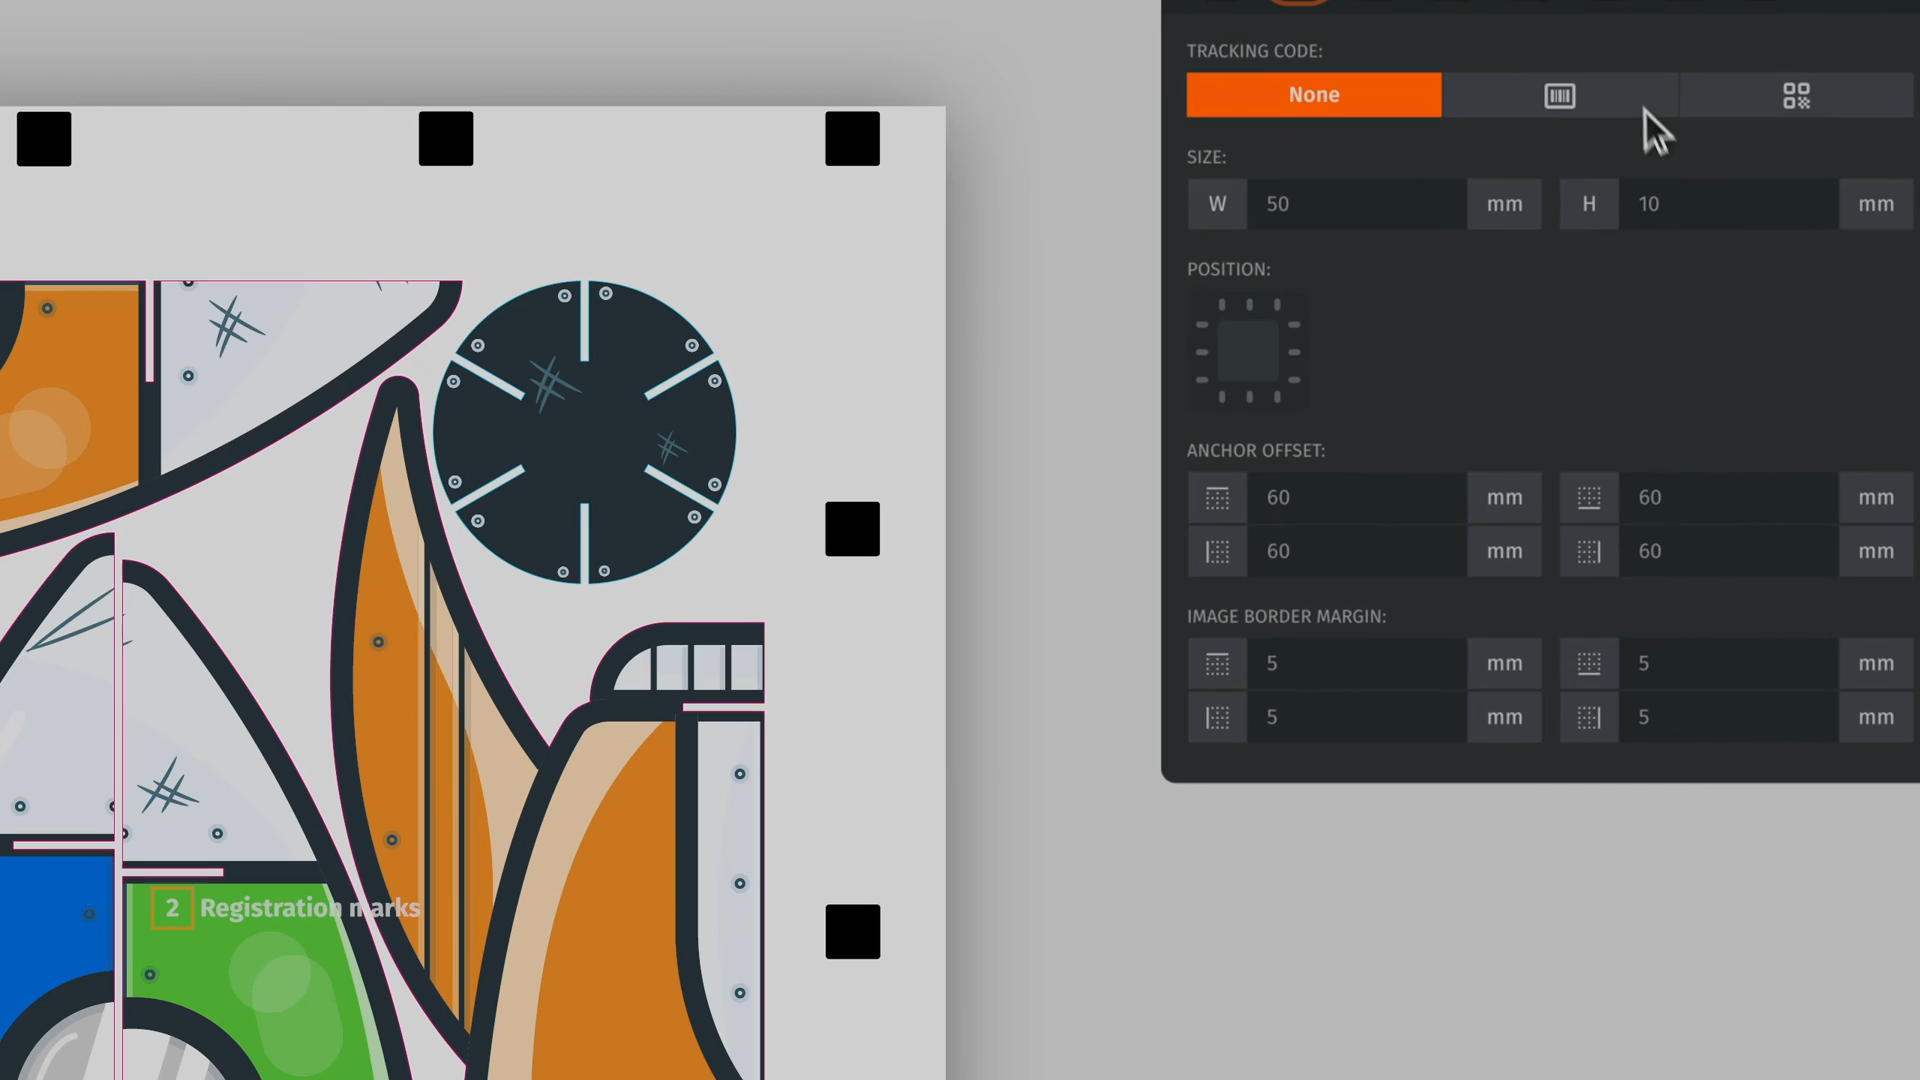 TRACKING CODE:
None
SIZE:
W 50 mm H 10 mm
POSITION:
ANCHOR OFFSET:
60 mm 60 mm
60 mm 60 mm
IMAGE BORDER MARGIN:
5 mm 5 mm
5 mm 5 mm
2 Registration marks